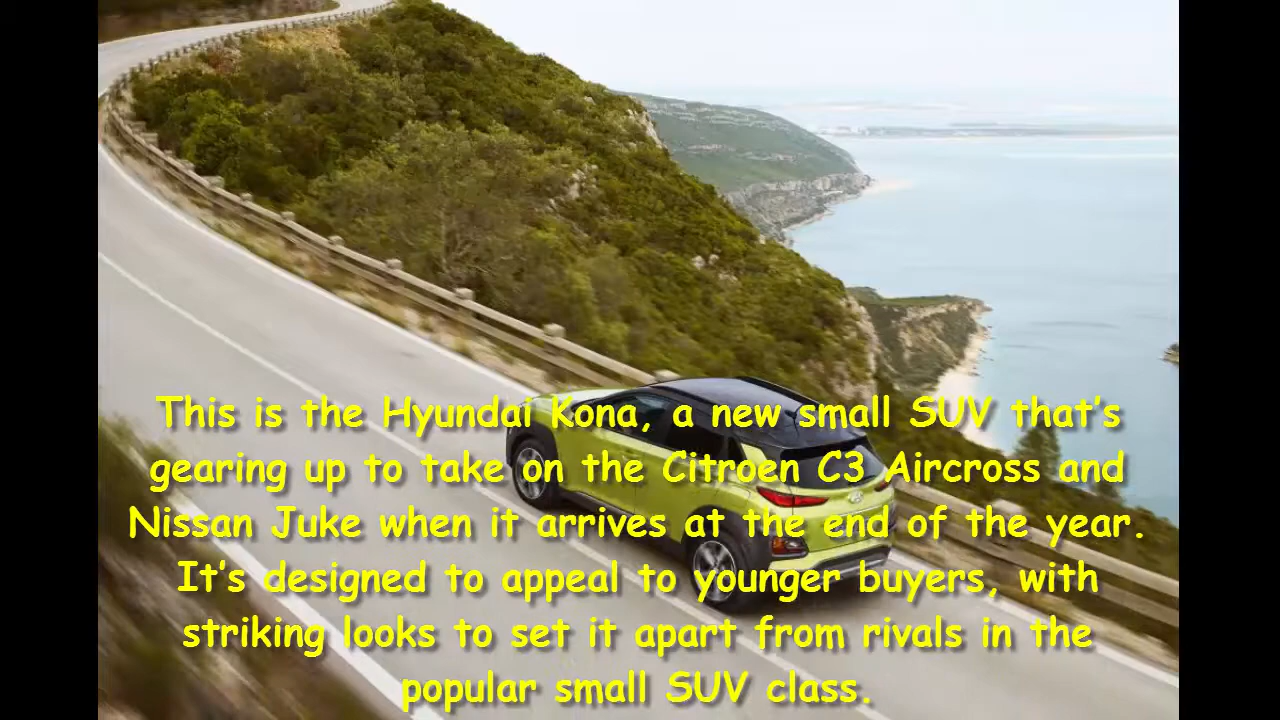 This is the Hyundai Kona, a new small SUV that's
gearing up to take on the Citroen C3 Aircross and
Nissan Juke when it arrives at the end of the year.
It's designed to appeal to younger buyers, with
striking looks to set it apart from rivals in the
popular small SUV class.